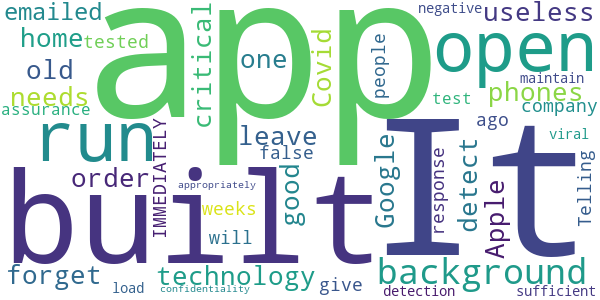 emailed
app
negative
useless
home
tested
critical
one
Covid
people
open
old
maintain
needs
phones
assurance
test
company
run
IMMEDIATELY
leave
ago
It
viral
false
Google
response
detect
Apple
Telling
order
built
appropriately
good
weeks
will
background
forget
technology
give
load
confidentiality
detection
sufficient